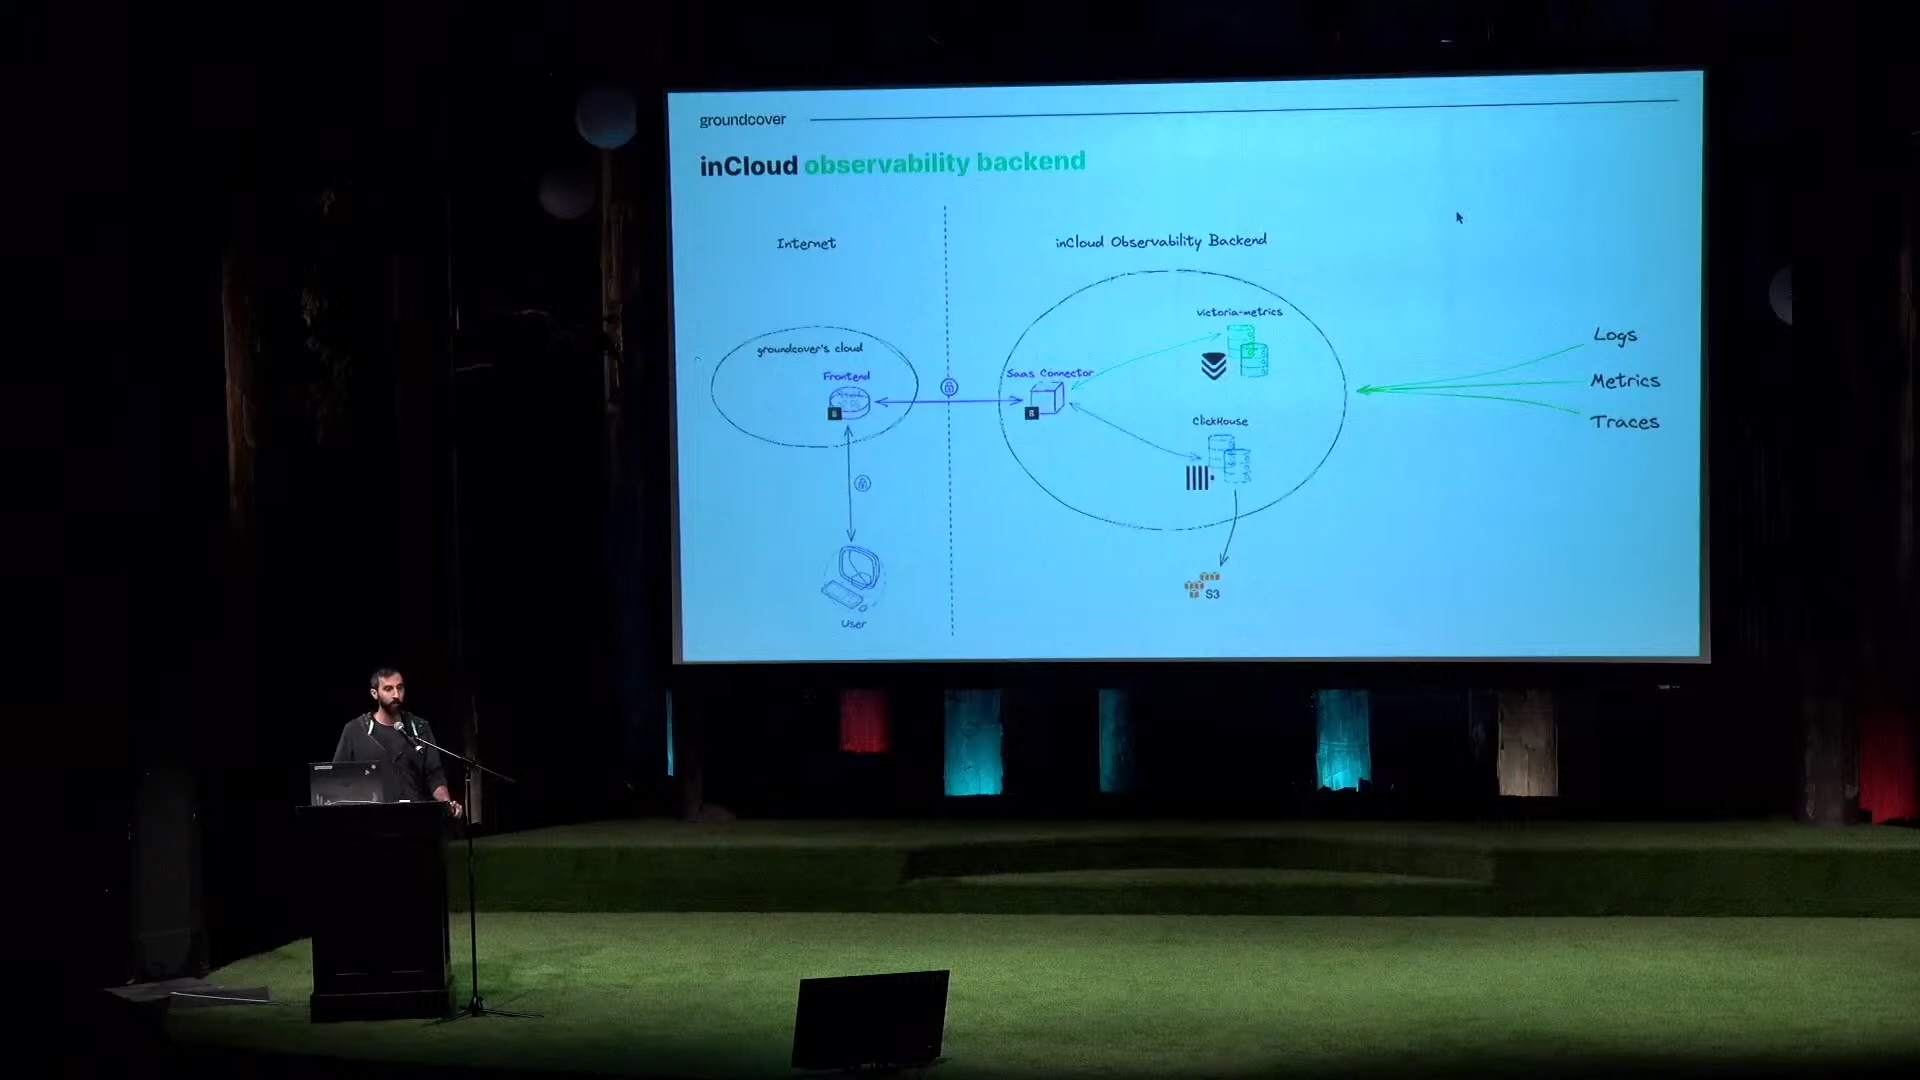 groundcover
inCloud observability backend
Internet
inCloud Observability Backend
victoria-metrics
groundcover's cloud
Frontend
Saas Connector
ClickHouse
Logs
Metrics
Traces
S3
User